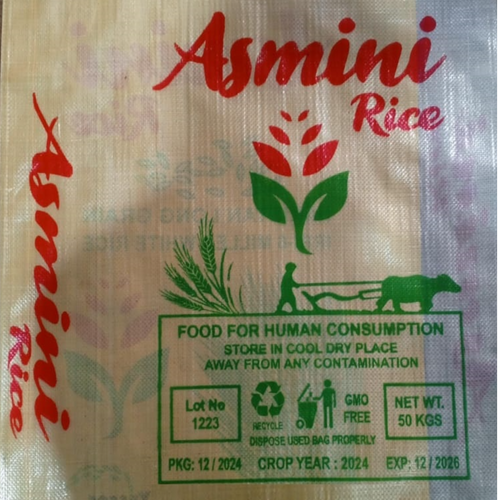 Asmini
Rice
Asmini
Rice
FOOD FOR HUMAN CONSUMPTION
STORE IN COOL DRY PLACE
AWAY FROM ANY CONTAMINATION
Lot No
1223
RECYCLE
GMO
FREE
NET WT.
50 KGS
DISPOSE USED BAG PROPERLY
PKG: 12 / 2024 CROP YEAR : 2024 EXP: 12 / 2026